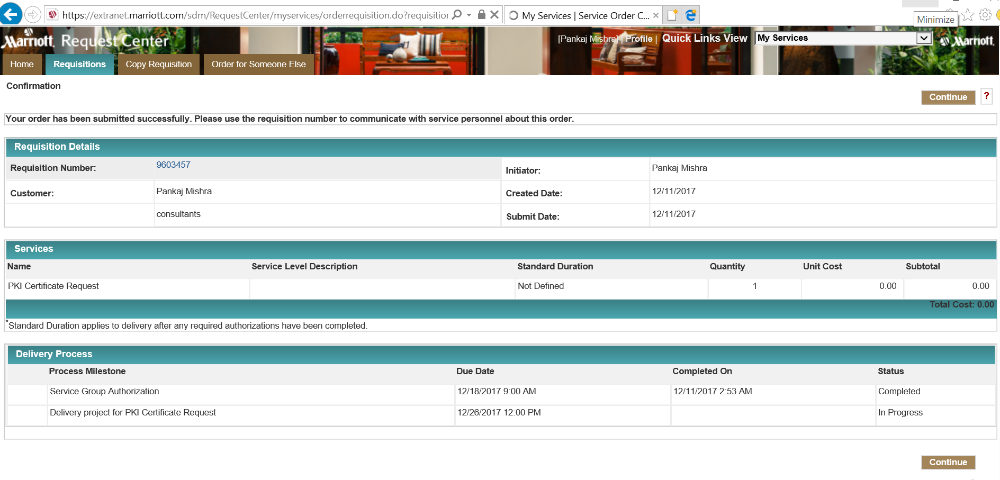 https://extranet.marriott.com/sdm/RequestCenter/myservices/orderrequisition.do?requisition
My Services | Service Order C...
Minimize
Marriott. Request Center
[Pankaj Mishra] | Profile | Quick Links View My Services
Marriott.
Home Requisitions Copy Requisition Order for Someone Else
Confirmation
Continue ?
Your order has been submitted successfully. Please use the requisition number to communicate with service personnel about this order.
Requisition Details
Requisition Number: 9603457 Initiator: Pankaj Mishra
Customer: Pankaj Mishra Created Date: 12/11/2017
consultants Submit Date: 12/11/2017
Services
Name Service Level Description Standard Duration Quantity Unit Cost Subtotal
PKI Certificate Request Not Defined 1 0.00 0.00
Total Cost: 0.00
*Standard Duration applies to delivery after any required authorizations have been completed.
Delivery Process
Process Milestone Due Date Completed On Status
Service Group Authorization 12/18/2017 9:00 AM 12/11/2017 2:53 AM Completed
Delivery project for PKI Certificate Request 12/26/2017 12:00 PM In Progress
Continue